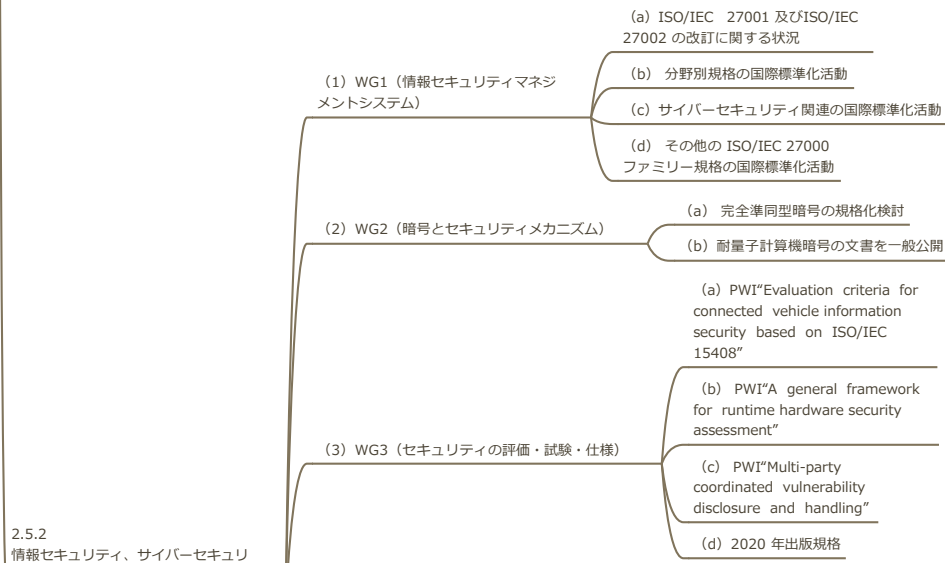 (a) ISO/IEC 27001 及びISO/IEC
27002 の改訂に関する状況
(1) WG1(情報セキュリティマネジ
メントシステム)
(b) 分野別規格の国際標準化活動
(c) サイバーセキュリティ関連の国際標準化活動
(d) その他の ISO/IEC 27000
ファミリー規格の国際標準化活動
(2) WG2(暗号とセキュリティメカニズム)
(a) 完全準同型暗号の規格化検討
(b) 耐量子計算機暗号の文書を一般公開
(3) WG3(セキュリティの評価・試験・仕様)
(a) PWI“Evaluation criteria for
connected vehicle information
security based on ISO/IEC
15408”
(b) PWI“A general framework
for runtime hardware security
assessment”
(c) PWI“Multi-party
coordinated vulnerability
disclosure and handling”
(d) 2020 年出版規格
2.5.2
情報セキュリティ、サイバーセキュリ